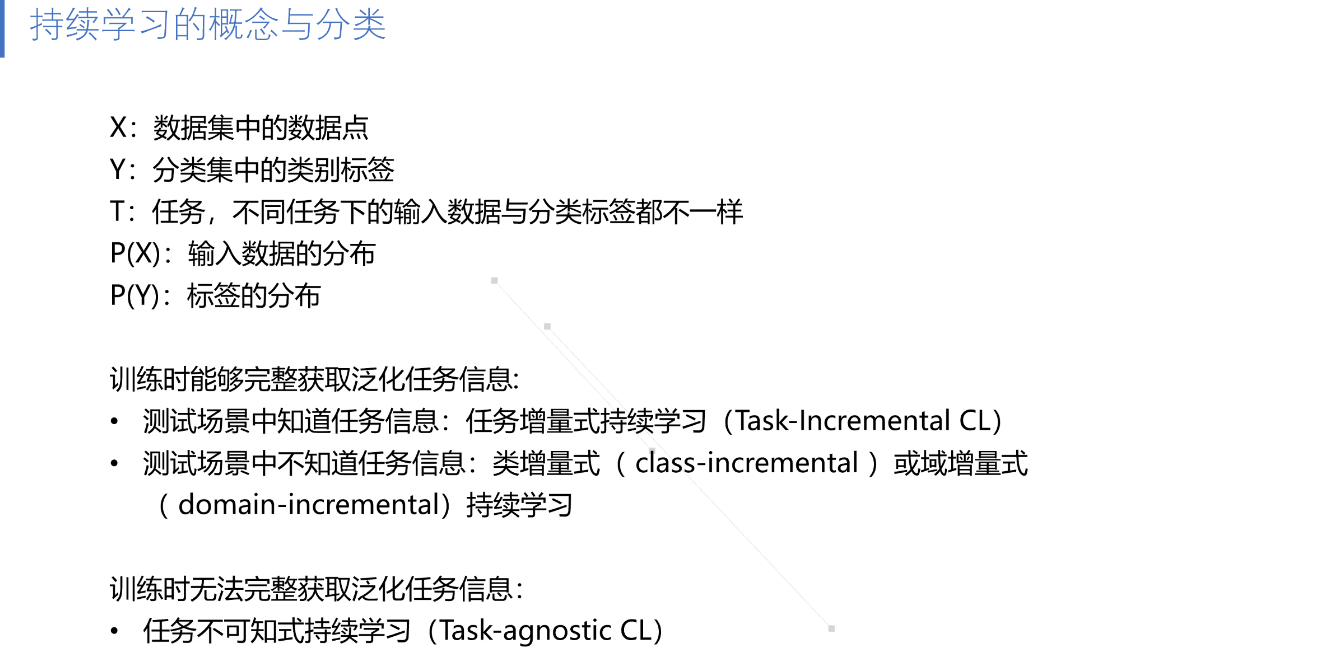 持续学习的概念与分类
X：数据集中的数据点
Y：分类集中的类别标签
T：任务，不同任务下的输入数据与分类标签都不一样
P(X)：输入数据的分布
P(Y)：标签的分布
训练时能够完整获取泛化任务信息:
• 测试场景中知道任务信息：任务增量式持续学习（Task-Incremental CL）
• 测试场景中不知道任务信息：类增量式（ class-incremental ）或域增量式
（ domain-incremental）持续学习
训练时无法完整获取泛化任务信息：
• 任务不可知式持续学习（Task-agnostic CL）